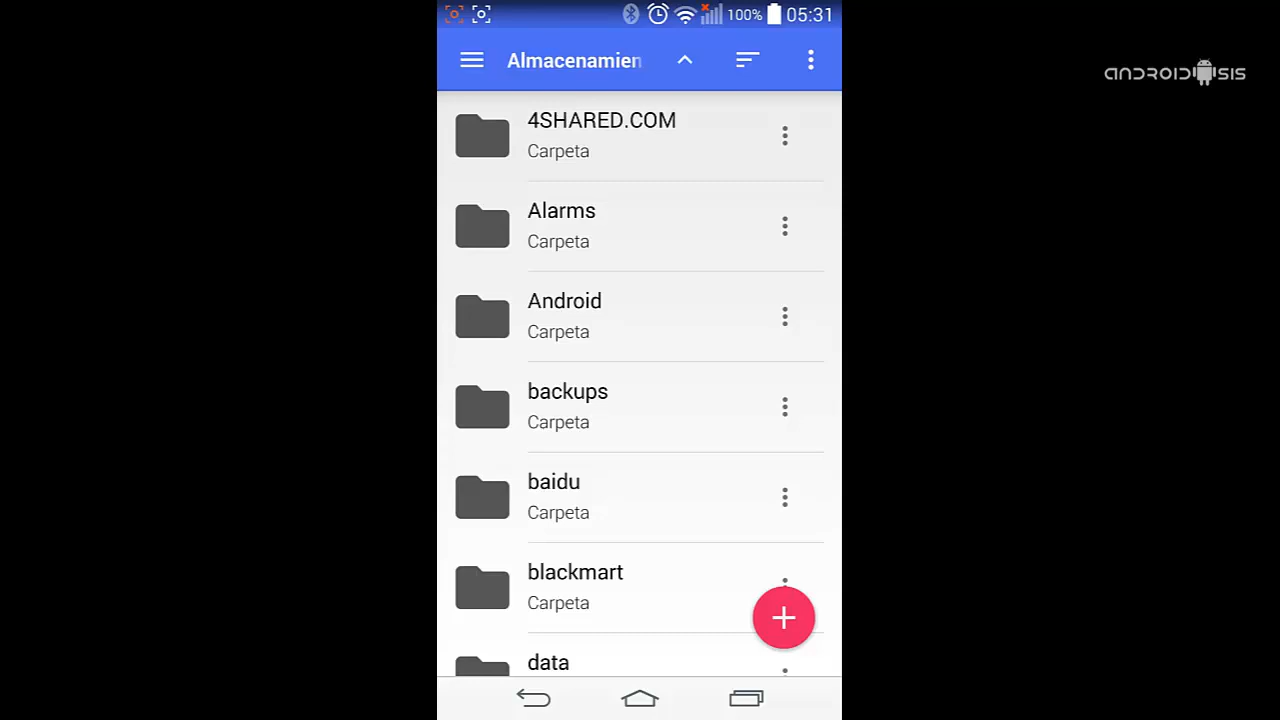 100% 05:31
Almacenamien
ANDROIDSIS
4SHARED.COM
Carpeta
Alarms
Carpeta
Android
Carpeta
backups
Carpeta
baidu
Carpeta
blackmart
Carpeta
data